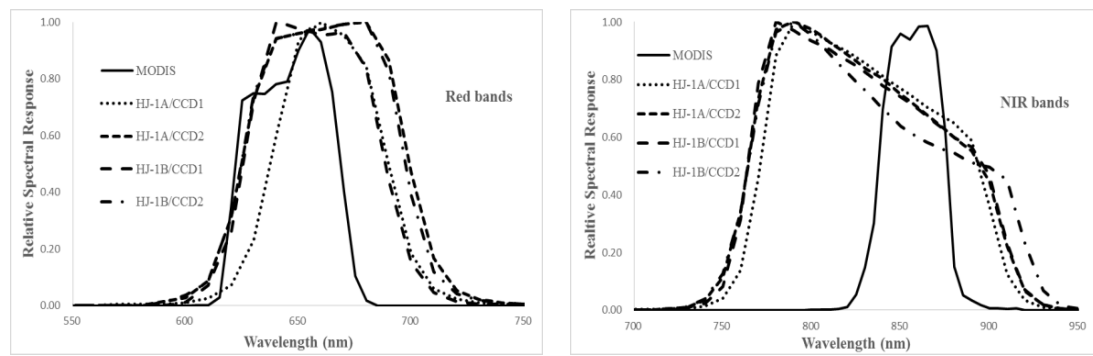 1.00
0.80
0.60
0.40
0.20
0.00
Relative Spectral Response
MODIS
HJ-1A/CCD1
HJ-1A/CCD2
HJ-1B/CCD1
HJ-1B/CCD2
Red bands
550
600
650
700
750
Wavelength (nm)
1.00
0.80
0.60
0.40
0.20
0.00
Realtive Spectral Response
MODIS
HJ-1A/CCD1
HJ-1A/CCD2
HJ-1B/CCD1
HJ-1B/CCD2
NIR bands
700
750
800
850
900
950
Wavelength (nm)